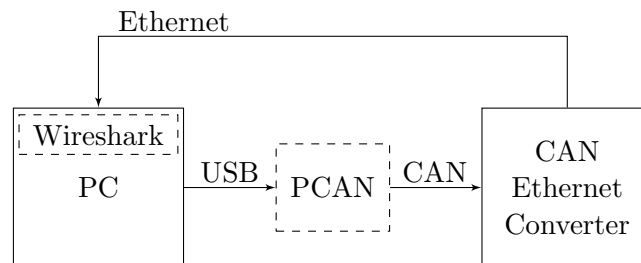 Ethernet
Wireshark
PC
USB
PCAN
CAN
CAN
Ethernet
Converter